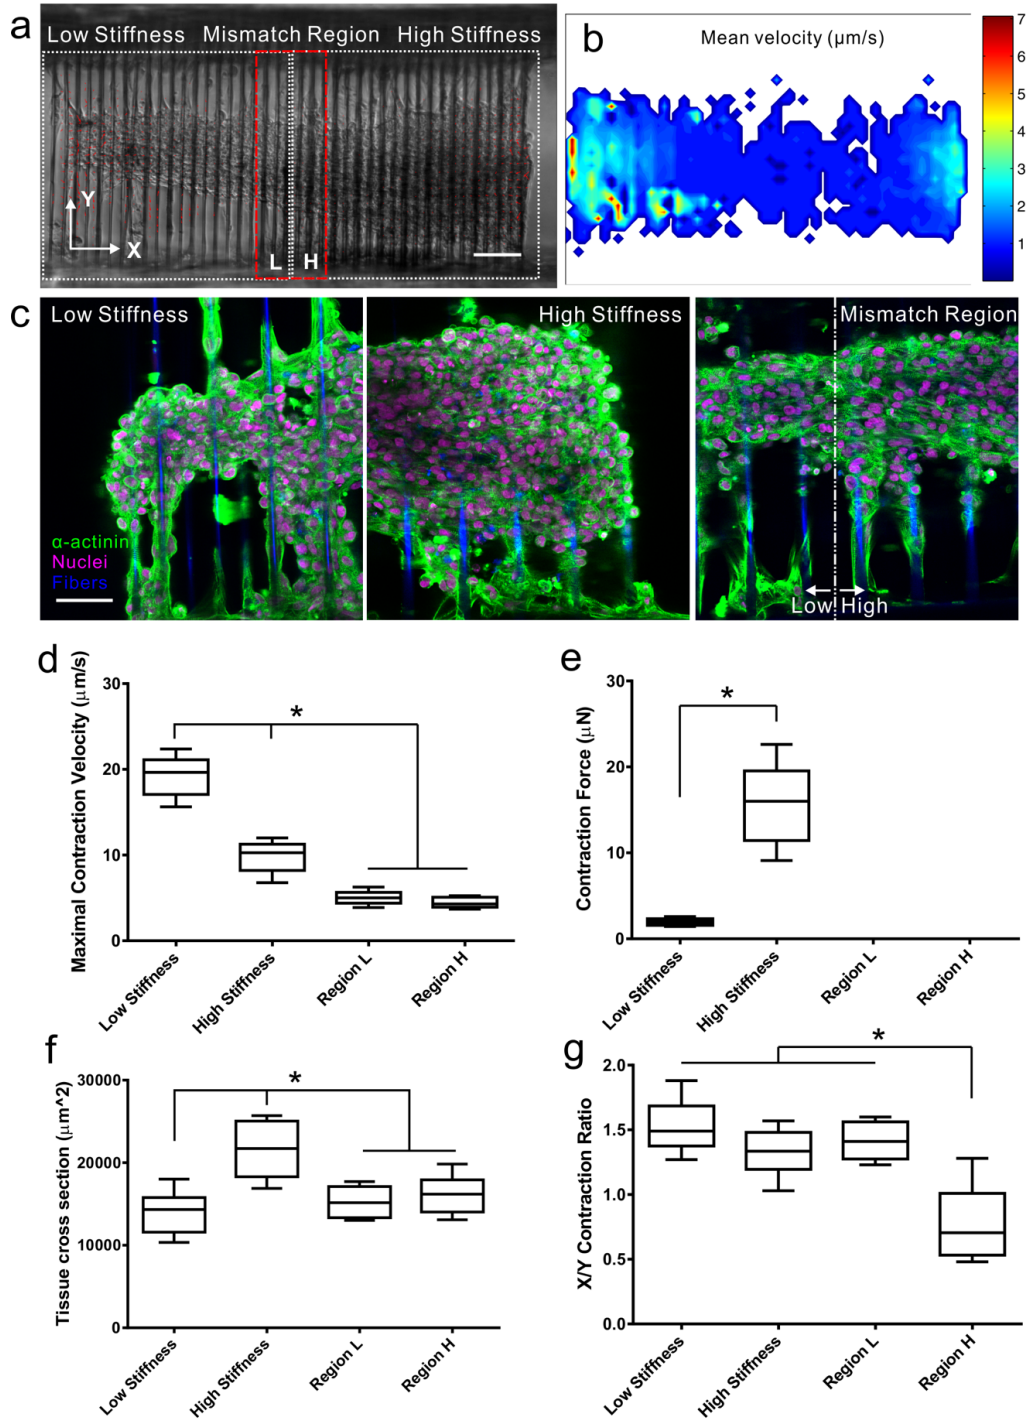 a
Low Stiffness Mismatch Region High Stiffness
Y
X
L H
b
Mean velocity (µm/s)
7
6
5
4
3
2
1
c
Low Stiffness
High Stiffness
Mismatch Region
α-actinin
Nuclei
Fibers
Low High
d
Maximal Contraction Velocity (µm/s)
30
20
10
0
*
Low Stiffness
High Stiffness
Region L
Region H
e
Contraction Force (µN)
30
20
10
0
*
Low Stiffness
High Stiffness
Region L
Region H
f
Tissue cross section (µm^2)
30000
20000
10000
0
*
Low Stiffness
High Stiffness
Region L
Region H
g
X/Y Contraction Ratio
2.0
1.5
1.0
0.5
0.0
*
Low Stiffness
High Stiffness
Region L
Region H